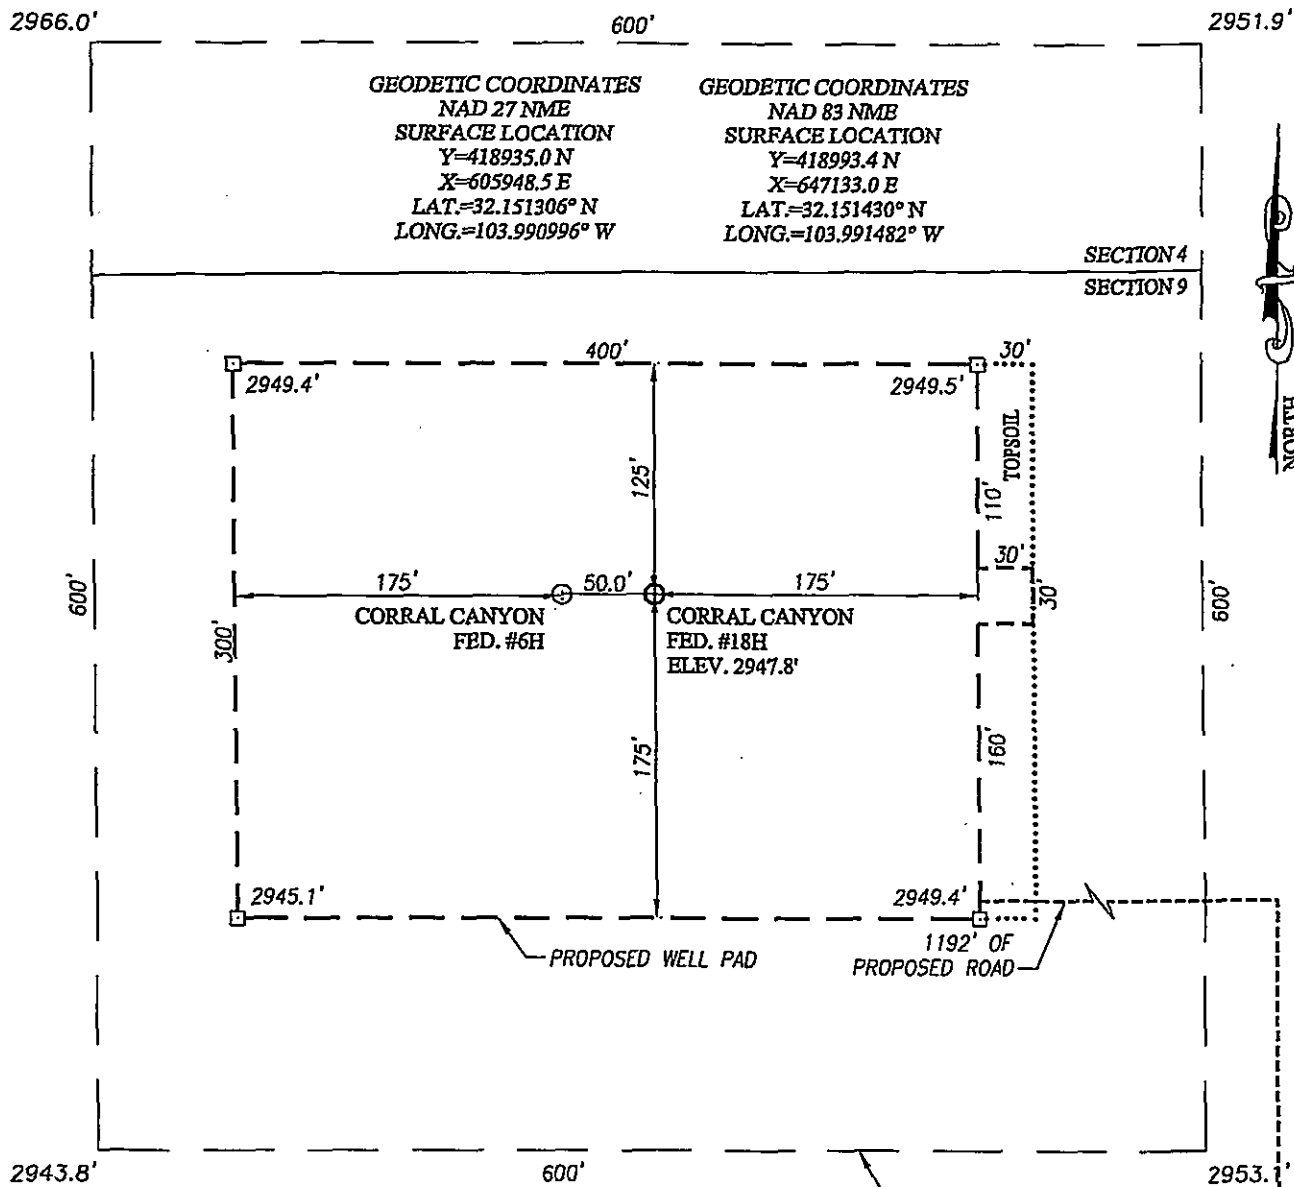 2966.0'
600'
2951.9'
GEODETIC COORDINATES
NAD 27 NME
SURFACE LOCATION
Y=418935.0 N
X=605948.5 E
LAT.=32.151306° N
LONG.=103.990996° W
GEODETIC COORDINATES
NAD 83 NME
SURFACE LOCATION
Y=418993.4 N
X=647133.0 E
LAT.=32.151430° N
LONG.=103.991482° W
SECTION 4
SECTION 9
NORTH
400'
30'
2949.4'
2949.5'
TOPSOIL
125'
110'
30'
30'
600'
300'
175'
50.0'
175'
600'
CORRAL CANYON
FED. #6H
CORRAL CANYON
FED. #18H
ELEV. 2947.8'
175'
160'
2945.1'
2949.4'
PROPOSED WELL PAD
1192' OF
PROPOSED ROAD
2943.8'
600'
2953.1'